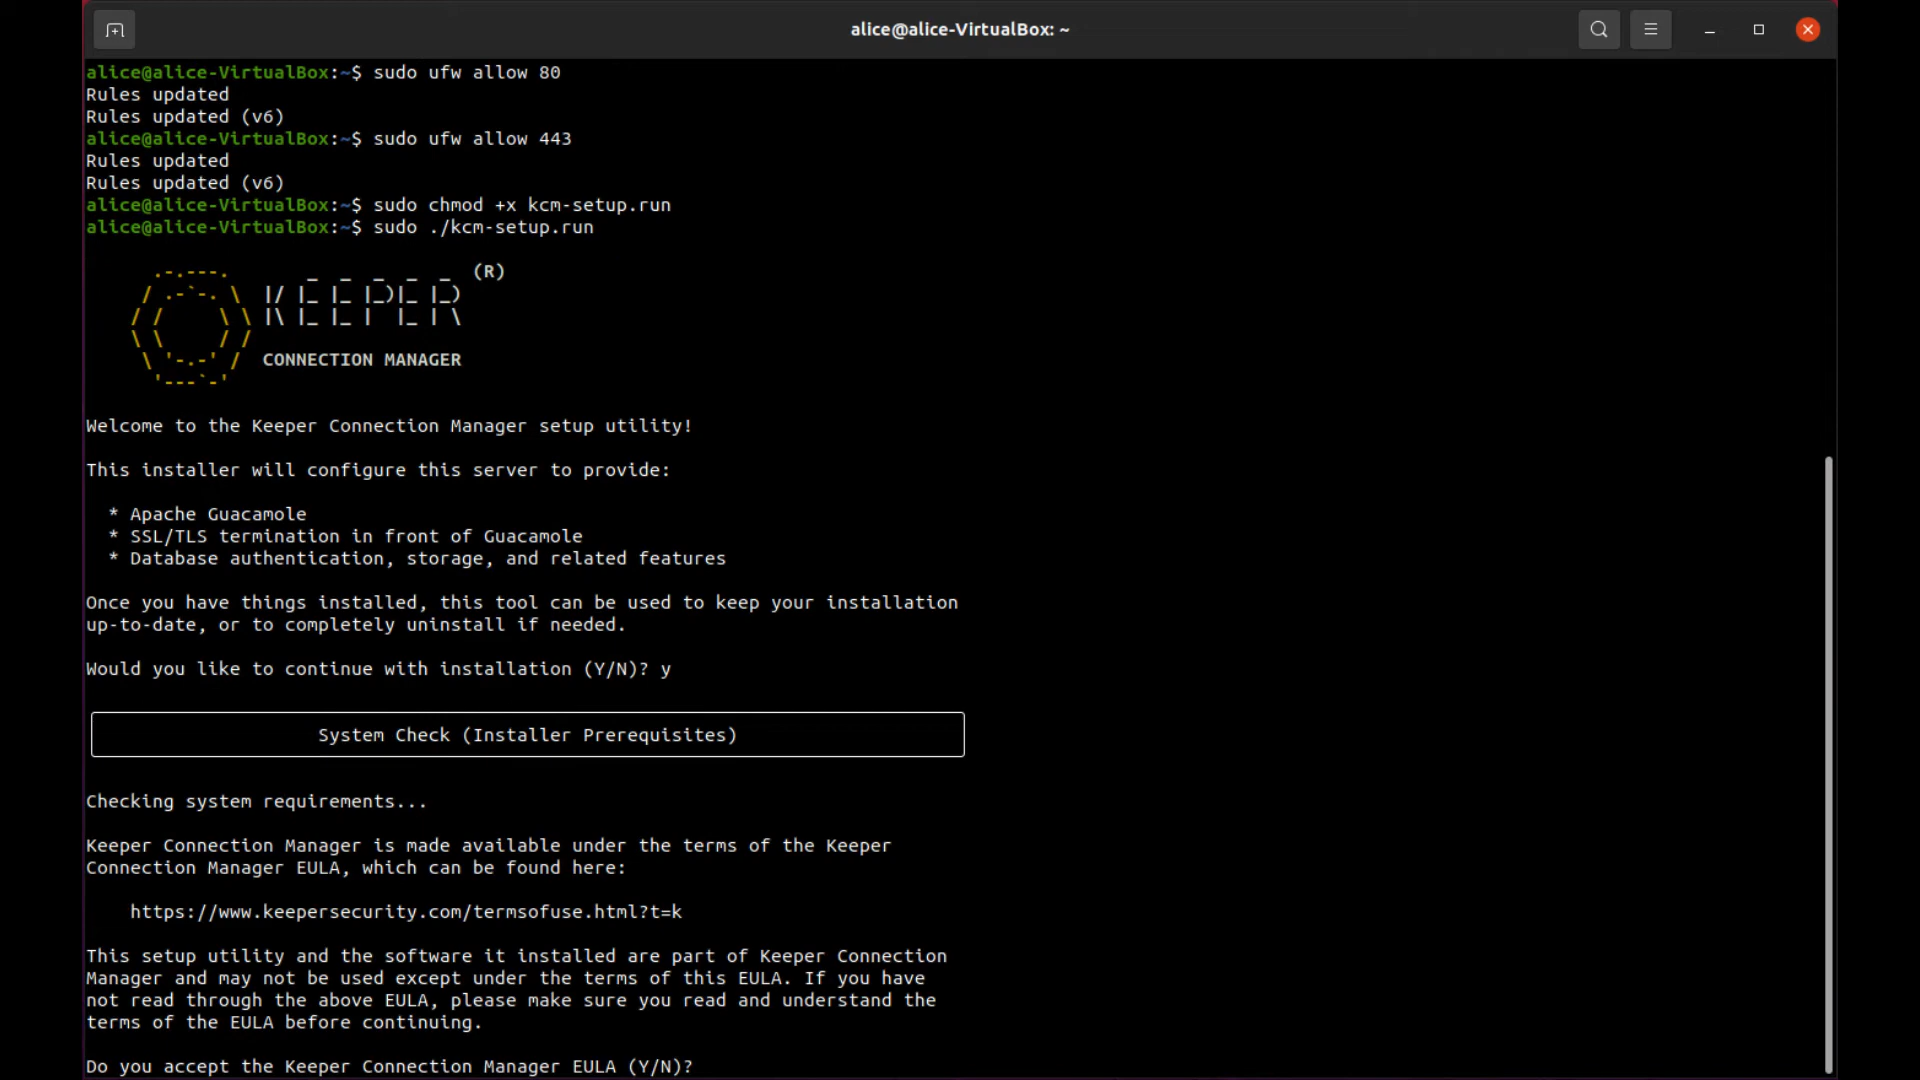 alice@alice-VirtualBox: ~
alice@alice-VirtualBox:~$ sudo ufw allow 80
Rules updated
Rules updated (v6)
alice@alice-VirtualBox:~$ sudo ufw allow 443
Rules updated
Rules updated (v6)
alice@alice-VirtualBox:~$ sudo chmod +x kcm-setup.run
alice@alice-VirtualBox:~$ sudo ./kcm-setup.run
(R)
KEEPER
CONNECTION MANAGER
Welcome to the Keeper Connection Manager setup utility!
This installer will configure this server to provide:
* Apache Guacamole
* SSL/TLS termination in front of Guacamole
* Database authentication, storage, and related features
Once you have things installed, this tool can be used to keep your installation
up-to-date, or to completely uninstall if needed.
Would you like to continue with installation (Y/N)? y
System Check (Installer Prerequisites)
Checking system requirements...
Keeper Connection Manager is made available under the terms of the Keeper
Connection Manager EULA, which can be found here:
https://www.keepersecurity.com/termsofuse.html?t=k
This setup utility and the software it installed are part of Keeper Connection
Manager and may not be used except under the terms of this EULA. If you have
not read through the above EULA, please make sure you read and understand the
terms of the EULA before continuing.
Do you accept the Keeper Connection Manager EULA (Y/N)?